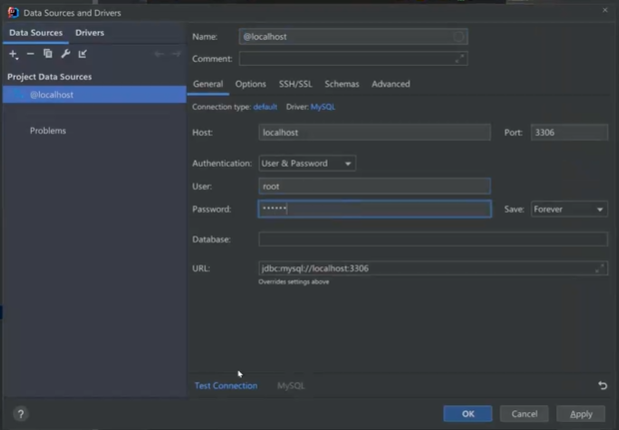 Data Sources and Drivers
Data Sources Drivers
Project Data Sources
@localhost
Problems
Name: @localhost
Comment:
General Options SSH/SSL Schemas Advanced
Connection type: default Driver: MySQL
Host: localhost Port: 3306
Authentication: User & Password
User: root
Password: ••••••
Save: Forever
Database:
URL: jdbc:mysql://localhost:3306
Overrides settings above
Test Connection MySQL
? OK Cancel Apply